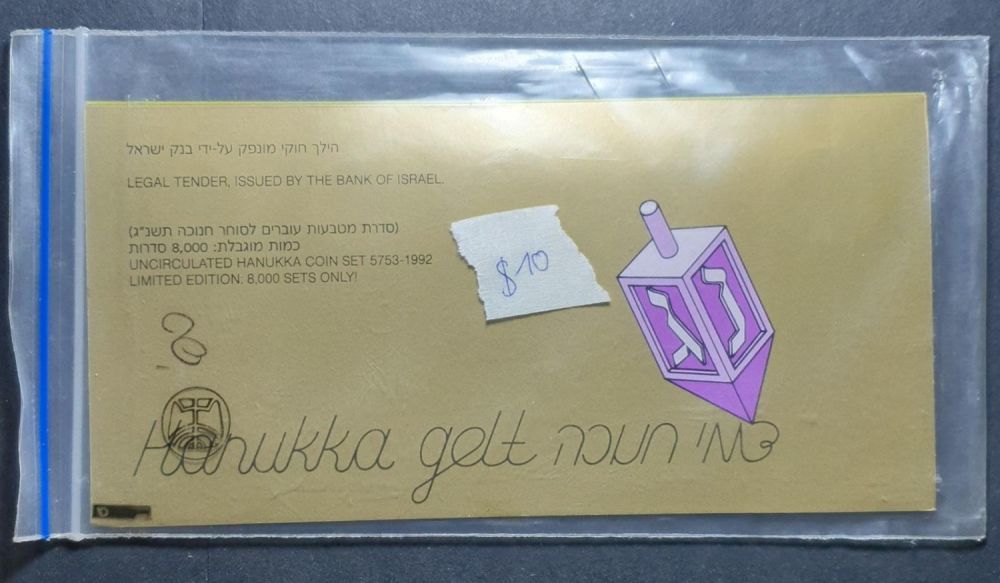 הילך חוקי מונפק על-ידי בנק ישראל
LEGAL TENDER, ISSUED BY THE BANK OF ISRAEL.
(סדרת מטבעות עוברים לסוחר חנוכה תשנ"ג)
כמות מוגבלת: 8,000 סדרות
UNCIRCULATED HANUKKA COIN SET 5753-1992
LIMITED EDITION: 8,000 SETS ONLY!
$10
נ ג
Hanukka gelt דמי חנוכה